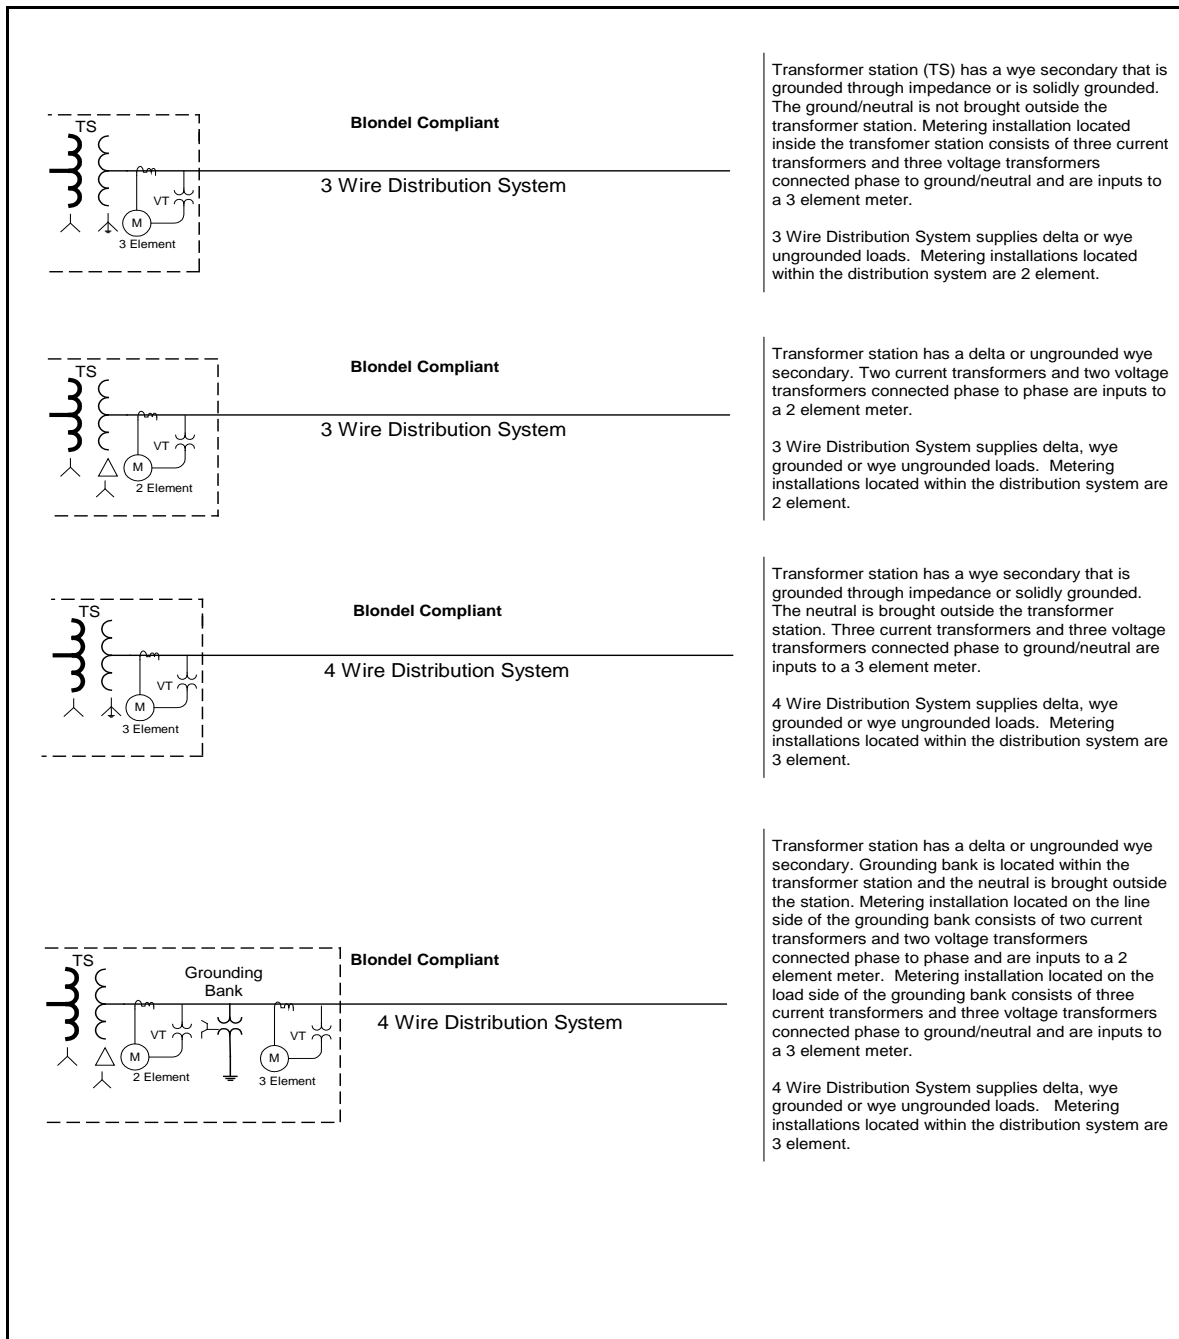 TS
Blondel Compliant
3 Wire Distribution System
VT
M
3 Element
Transformer station (TS) has a wye secondary that is
grounded through impedance or is solidly grounded.
The ground/neutral is not brought outside the
transformer station. Metering installation located
inside the transfomer station consists of three current
transformers and three voltage transformers
connected phase to ground/neutral and are inputs to
a 3 element meter.
3 Wire Distribution System supplies delta or wye
ungrounded loads.  Metering installations located
within the distribution system are 2 element.
TS
Blondel Compliant
3 Wire Distribution System
VT
M
2 Element
Transformer station has a delta or ungrounded wye
secondary. Two current transformers and two voltage
transformers connected phase to phase are inputs to
a 2 element meter.
3 Wire Distribution System supplies delta, wye
grounded or wye ungrounded loads.  Metering
installations located within the distribution system are
2 element.
TS
Blondel Compliant
4 Wire Distribution System
VT
M
3 Element
Transformer station has a wye secondary that is
grounded through impedance or solidly grounded.
The neutral is brought outside the transformer
station. Three current transformers and three voltage
transformers connected phase to ground/neutral are
inputs to a 3 element meter.
4 Wire Distribution System supplies delta, wye
grounded or wye ungrounded loads.  Metering
installations located within the distribution system are
3 element.
TS
Grounding
Bank
Blondel Compliant
4 Wire Distribution System
VT
M
2 Element
VT
M
3 Element
Transformer station has a delta or ungrounded wye
secondary. Grounding bank is located within the
transformer station and the neutral is brought outside
the station. Metering installation located on the line
side of the grounding bank consists of two current
transformers and two voltage transformers
connected phase to phase and are inputs to a 2
element meter.  Metering installation located on the
load side of the grounding bank consists of three
current transformers and three voltage transformers
connected phase to ground/neutral and are inputs to
a 3 element meter.
4 Wire Distribution System supplies delta, wye
grounded or wye ungrounded loads.   Metering
installations located within the distribution system are
3 element.